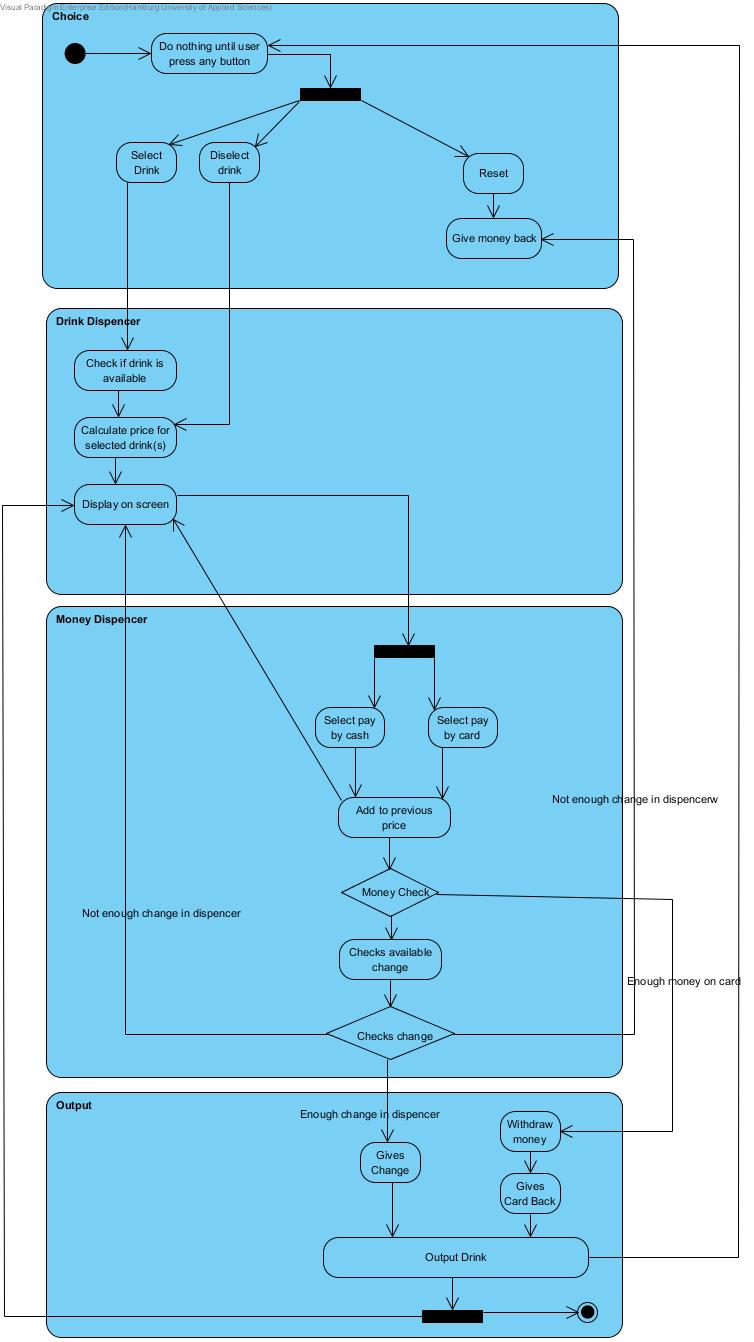 Visual Paradigm Enterprise Edition(Hamburg University of Applied Sciences)
Choice
Do nothing until user
press any button
Select
Drink
Diselect
drink
Reset
Give money back
Drink Dispencer
Check if drink is
available
Calculate price for
selected drink(s)
Display on screen
Money Dispencer
Select pay
by cash
Select pay
by card
Add to previous
price
Not enough change in dispencerw
Money Check
Not enough change in dispencer
Checks available
change
Enough money on card
Checks change
Output
Enough change in dispencer
Withdraw
money
Gives
Change
Gives
Card Back
Output Drink